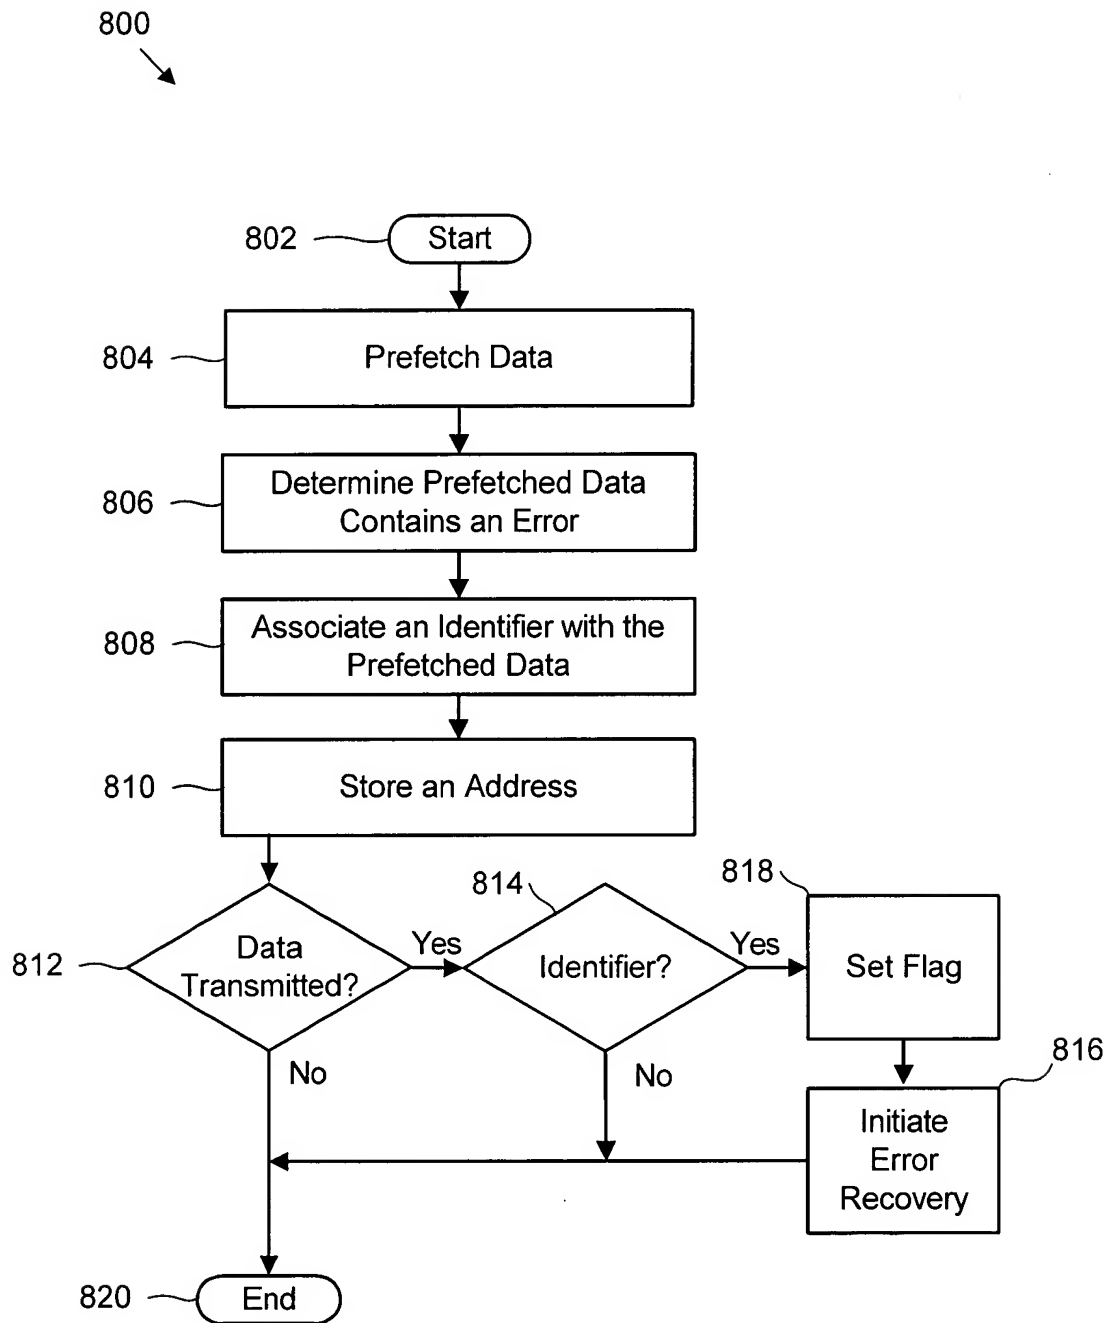 800
802
Start
804
Prefetch Data
806
Determine Prefetched Data
Contains an Error
808
Associate an Identifier with the
Prefetched Data
810
Store an Address
812
Data
Transmitted?
Yes
No
814
Identifier?
Yes
No
818
Set Flag
816
Initiate
Error
Recovery
820
End